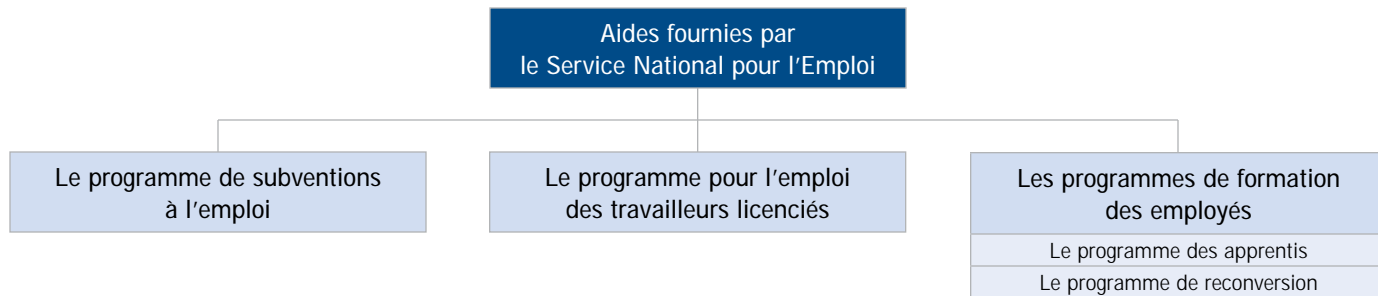 Aides fournies par
le Service National pour l'Emploi
Le programme de subventions
à l'emploi
Le programme pour l'emploi
des travailleurs licenciés
Les programmes de formation
des employés
Le programme des apprentis
Le programme de reconversion